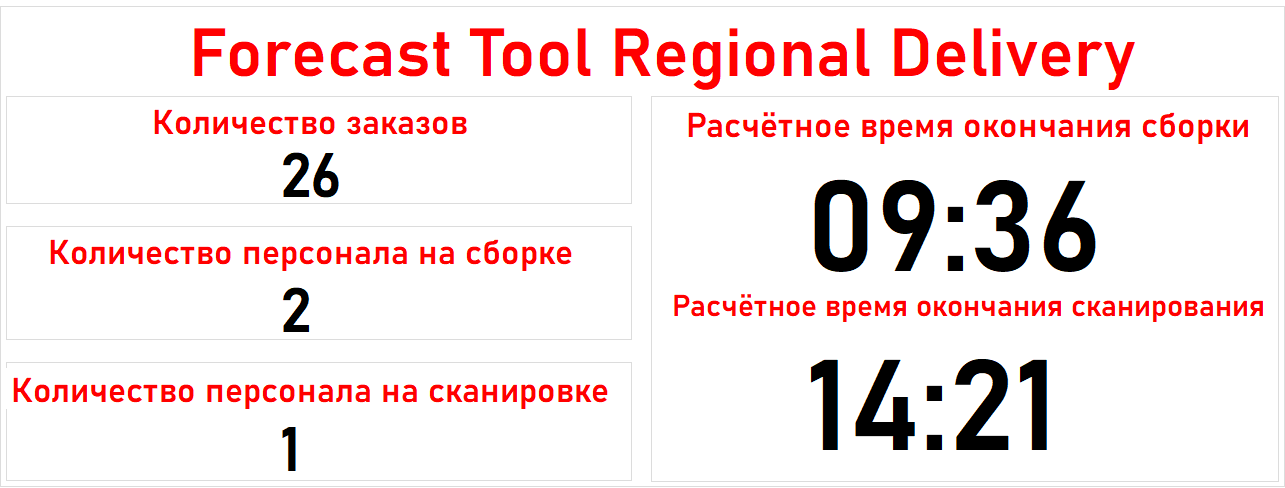 Forecast Tool Regional Delivery
Количество заказов
26
Количество персонала на сборке
2
Количество персонала на сканировке
1
Расчётное время окончания сборки
09:36
Расчётное время окончания сканирования
14:21